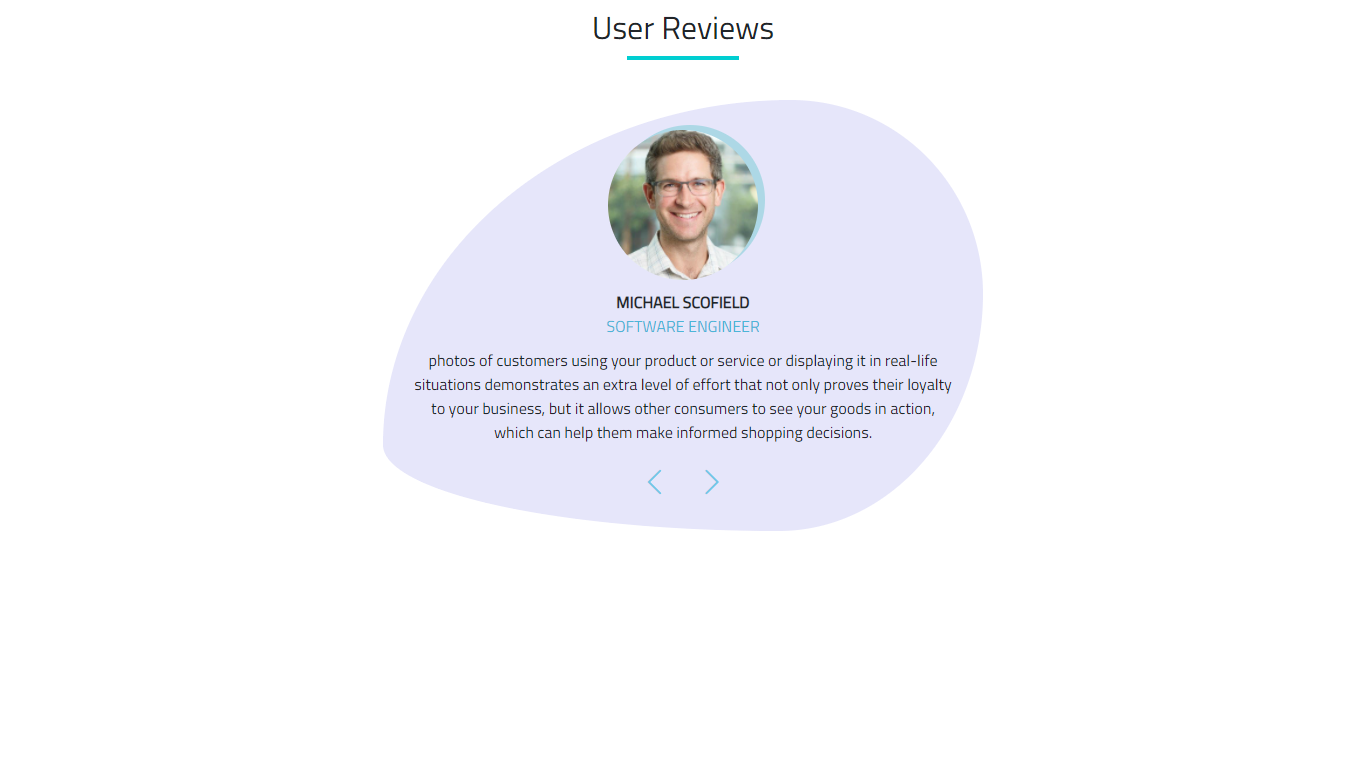 User Reviews
MICHAEL SCOFIELD
SOFTWARE ENGINEER
photos of customers using your product or service or displaying it in real-life
situations demonstrates an extra level of effort that not only proves their loyalty
to your business, but it allows other consumers to see your goods in action,
which can help them make informed shopping decisions.